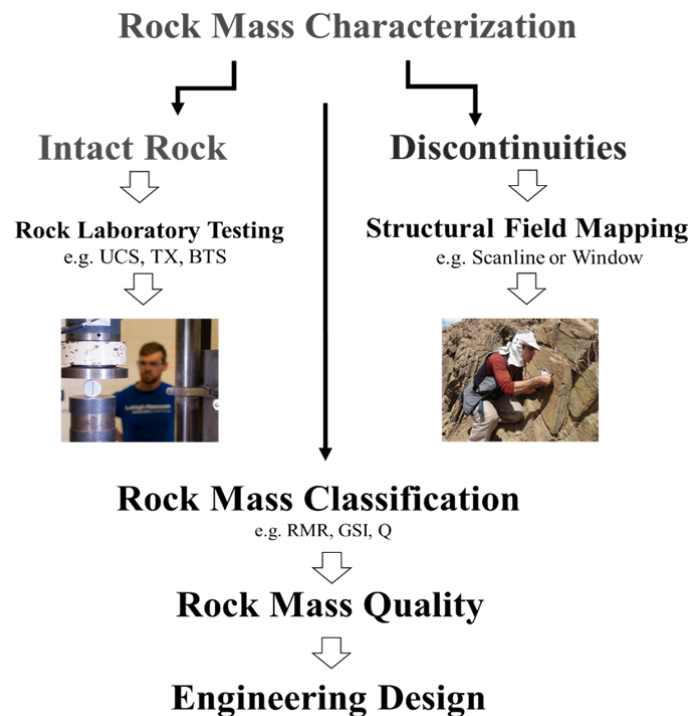 Rock Mass Characterization
Intact Rock
Discontinuities
Rock Laboratory Testing
e.g. UCS, TX, BTS
Structural Field Mapping
e.g. Scanline or Window
Rock Mass Classification
e.g. RMR, GSI, Q
Rock Mass Quality
Engineering Design